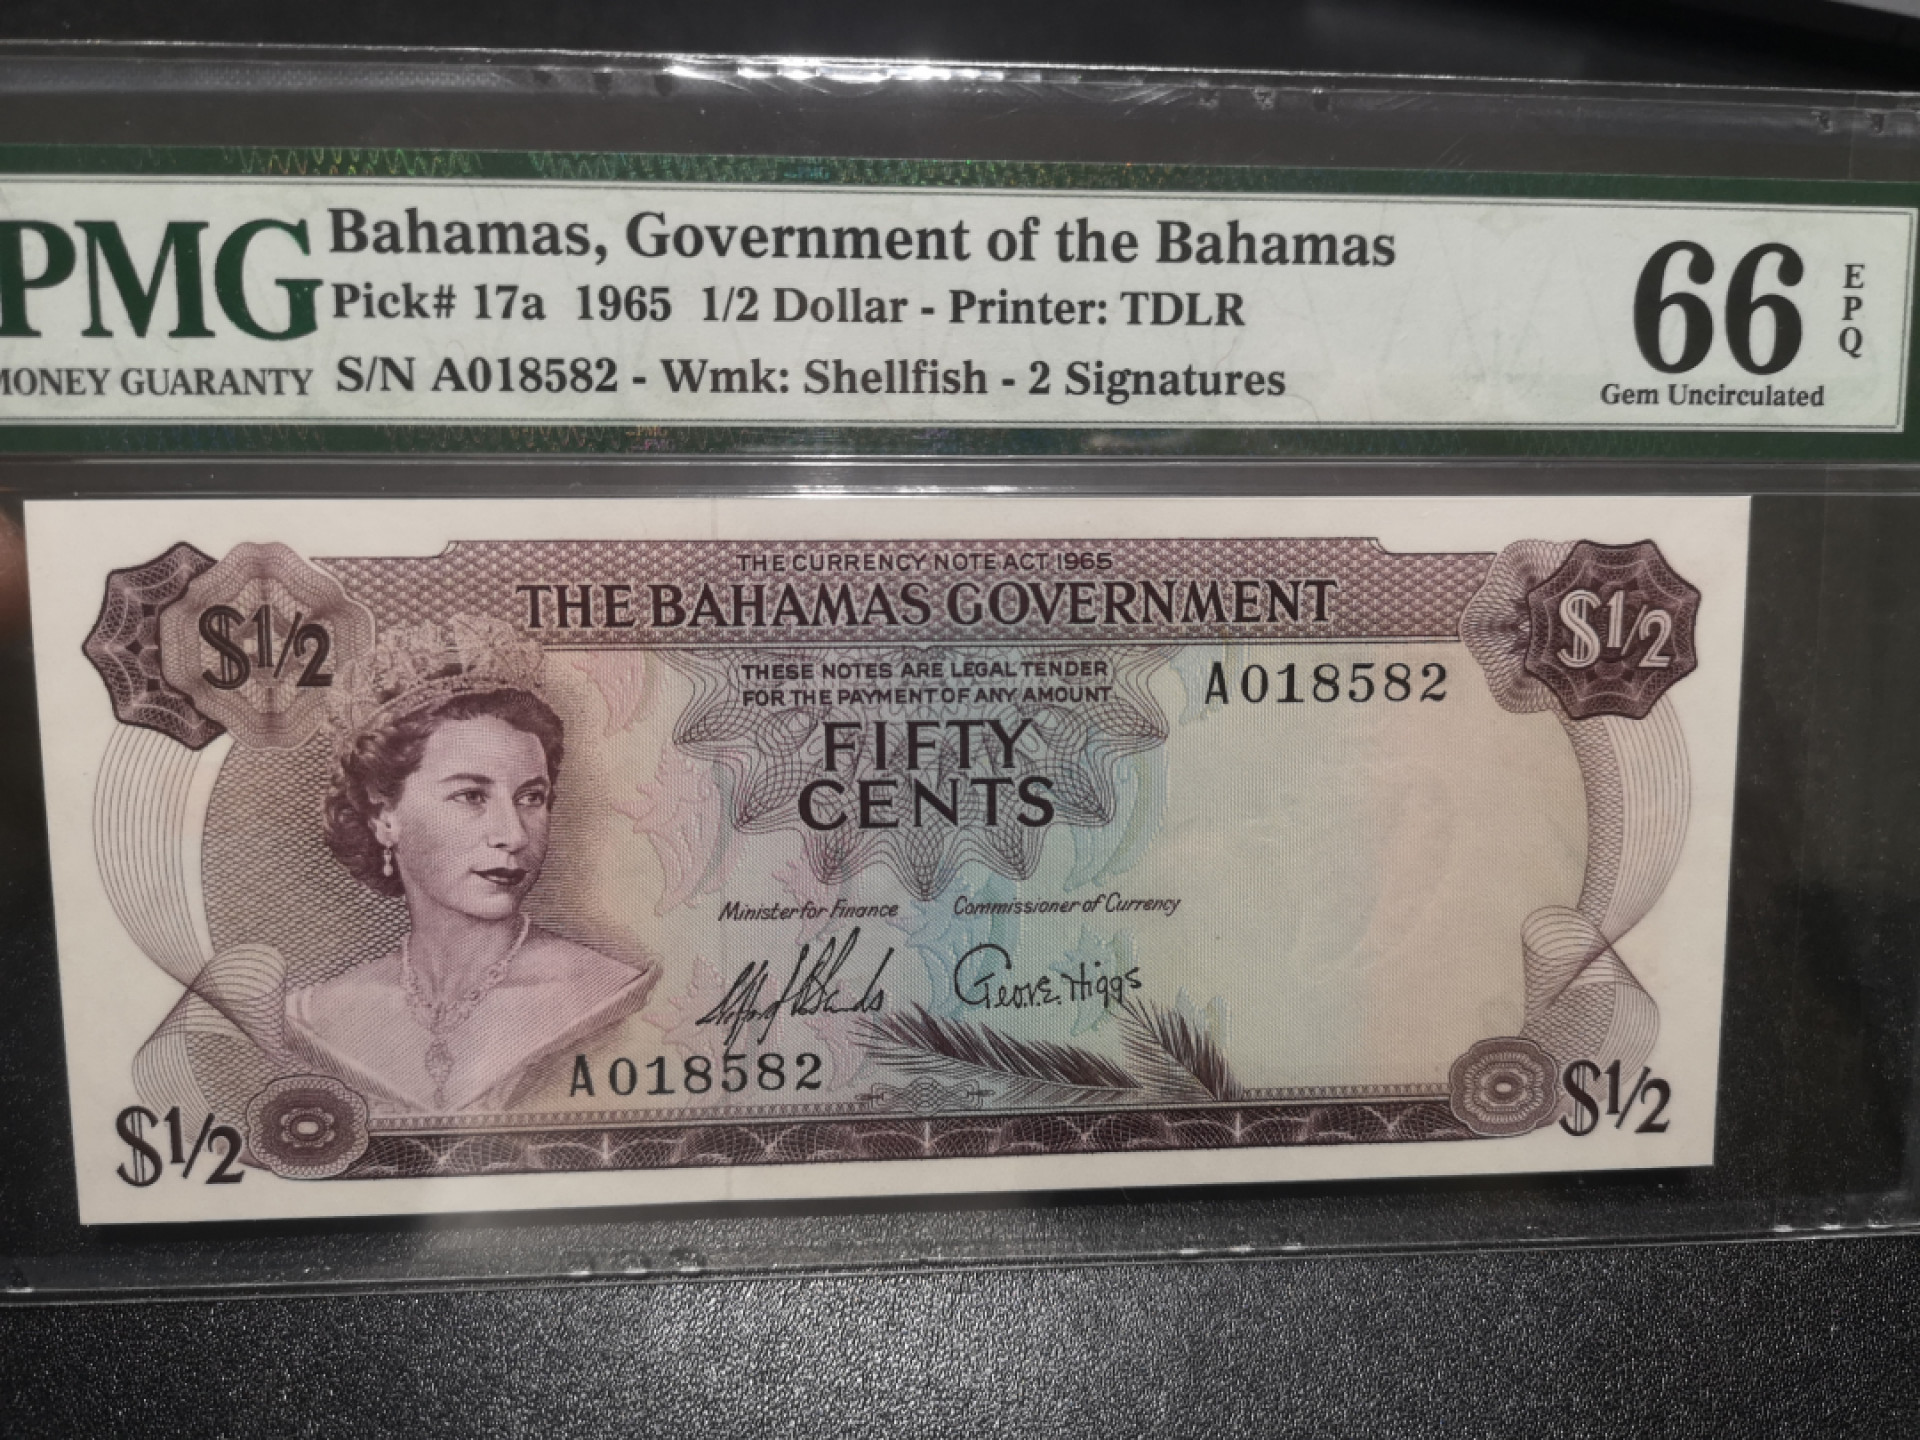 PMG
MONEY GUARANTY
Bahamas, Government of the Bahamas
Pick# 17a 1965 1/2 Dollar - Printer: TDLR
S/N A018582 - Wmk: Shellfish - 2 Signatures
66
EPQ
Gem Uncirculated
THE CURRENCY NOTE ACT 1965
THE BAHAMAS GOVERNMENT
$1/2
$1/2
THESE NOTES ARE LEGAL TENDER
FOR THE PAYMENT OF ANY AMOUNT
A018582
FIFTY
CENTS
Minister for Finance
Commissioner of Currency
Geo. E. Higgs
A018582
$1/2
$1/2